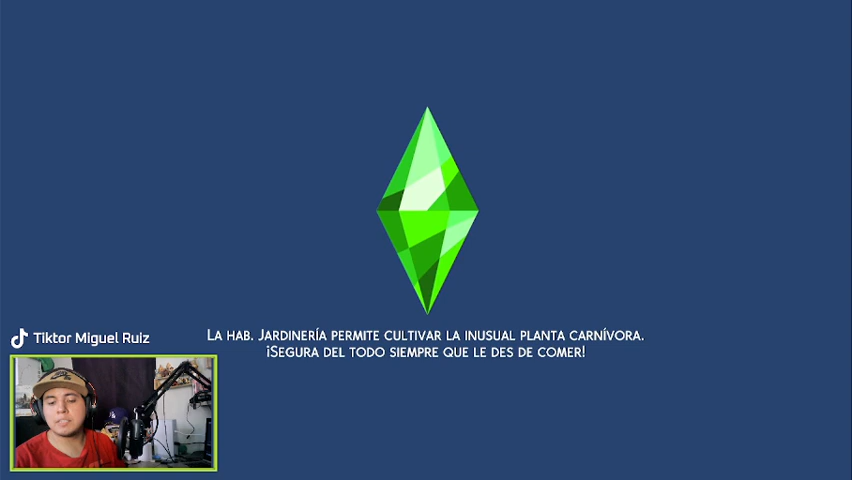 Tiktor Miguel Ruiz
La hab. Jardinería permite cultivar la inusual planta carnívora.
¡Segura del todo siempre que le des de comer!